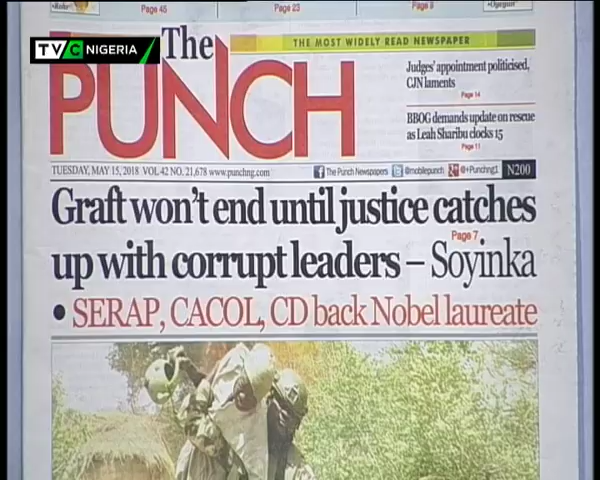 Page 45
Page 23
Page 9
TVC NIGERIA
The
PUNCH
THE MOST WIDELY READ NEWSPAPER
Judges' appointment politicised,
CJN laments
Page 14
BBOG demands update on rescue
as Leah Sharibu clocks 15
Page 11
TUESDAY, MAY 15, 2018 VOL 42 NO. 21,678 www.punchng.com
The Punch Newspapers @mobilepunch @+Punchng1 N200
Graft won't end until justice catches
up with corrupt leaders – Soyinka
Page 7
• SERAP, CACOL, CD back Nobel laureate